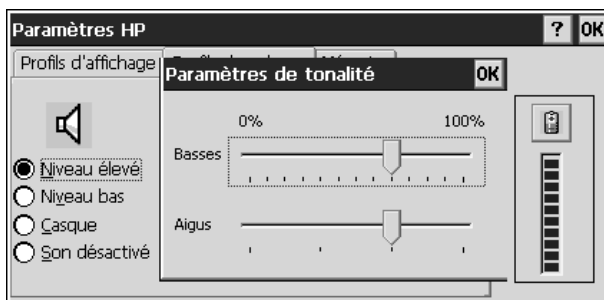 Paramètres HP ? OK
Profils d'affichage
Paramètres de tonalité OK
0% 100%
Basses
Aigus
Niveau élevé
Niveau bas
Casque
Son désactivé